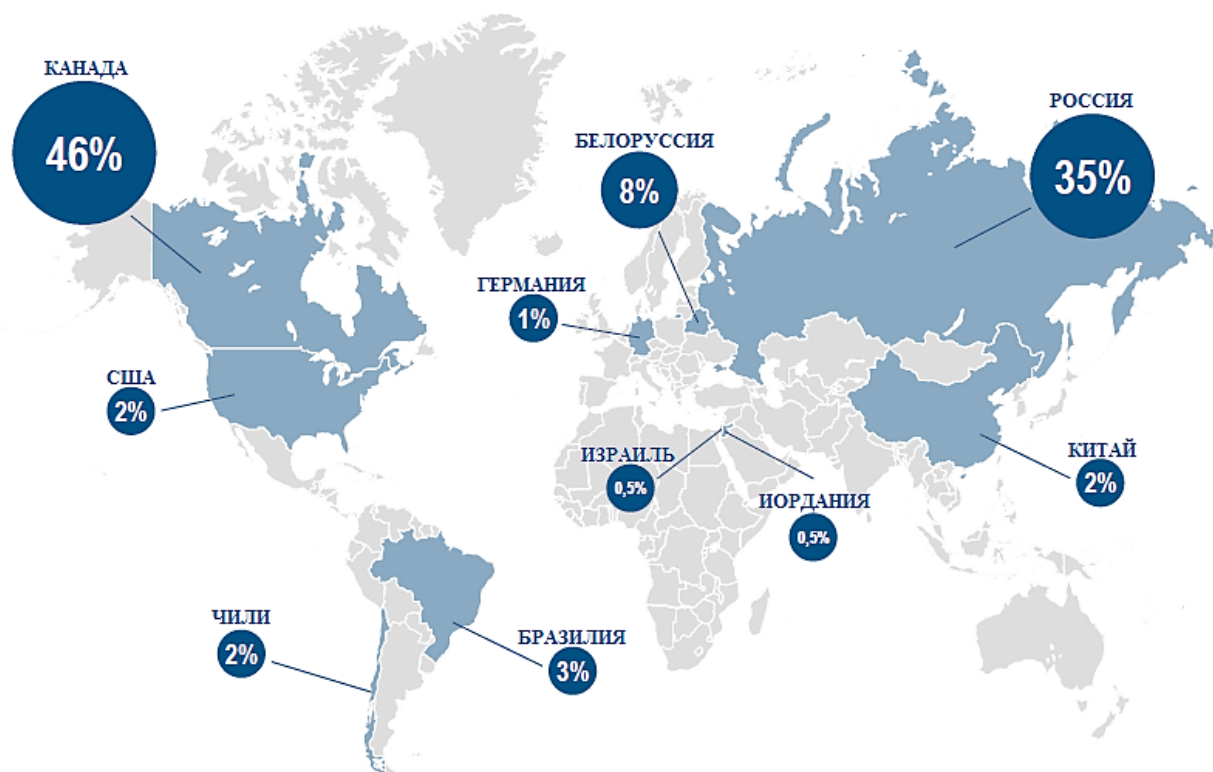 КАНАДА
46%
РОССИЯ
35%
БЕЛОРУССИЯ
8%
ГЕРМАНИЯ
1%
США
2%
ИЗРАИЛЬ
0,5%
ИОРДАНИЯ
0,5%
КИТАЙ
2%
ЧИЛИ
2%
БРАЗИЛИЯ
3%